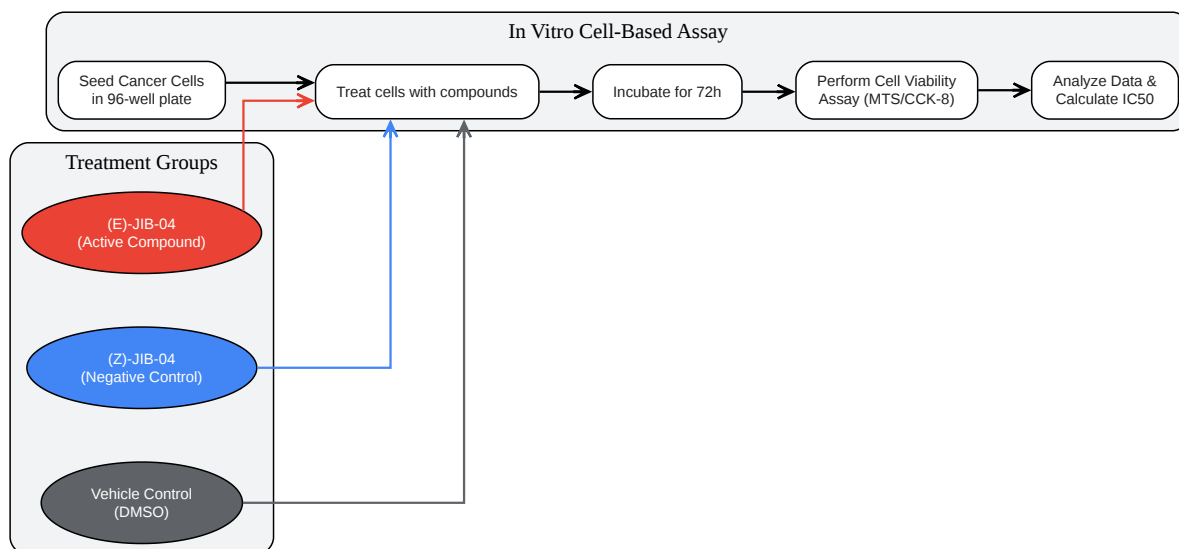 In Vitro Cell-Based Assay
Seed Cancer Cells
in 96-well plate
Treat cells with compounds
Incubate for 72h
Perform Cell Viability
Assay (MTS/CCK-8)
Analyze Data &
Calculate IC50
Treatment Groups
(E)-JIB-04
(Active Compound)
(Z)-JIB-04
(Negative Control)
Vehicle Control
(DMSO)